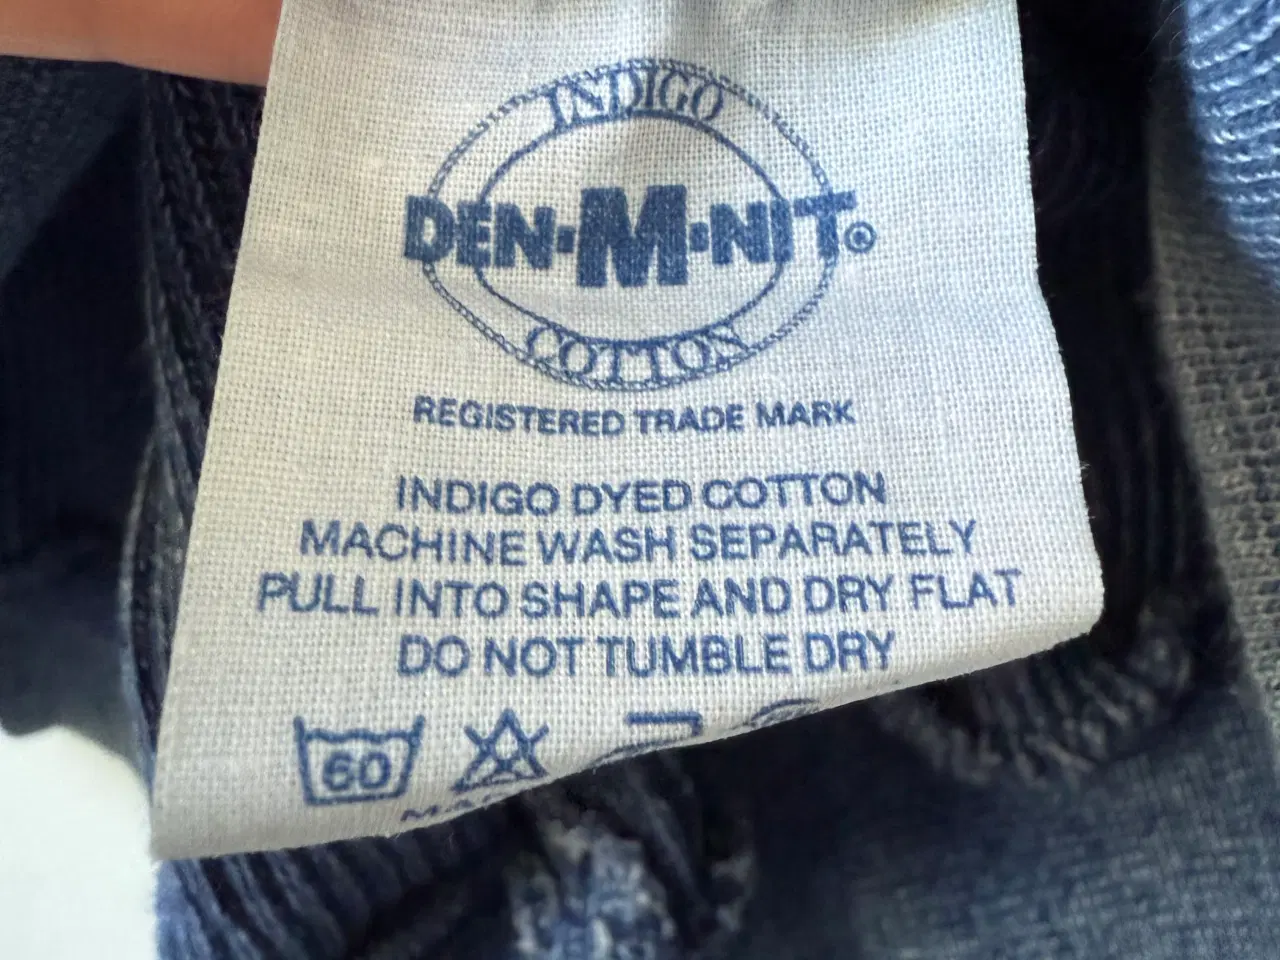 INDIGO
DEN·M·NIT®
COTTON
REGISTERED TRADE MARK
INDIGO DYED COTTON
MACHINE WASH SEPARATELY
PULL INTO SHAPE AND DRY FLAT
DO NOT TUMBLE DRY
60